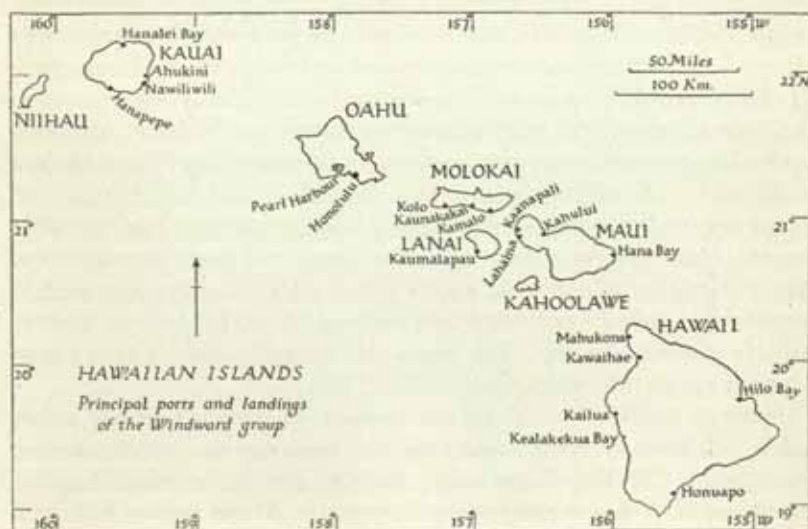 160° 158° 157° 156° 155° W
Hanalei Bay
KAUAI
Ahukini
Nawiliwili
Hanapepe
NIIHAU
50 Miles
100 Km.
22° N
OAHU
Pearl Harbour
Honolulu
MOLOKAI
Kolo
Kaunakakai
Kamalo
Kaanapali
Kahului
21° 21°
LANAI
Kaumalapau
Lahaina
MAUI
Hana Bay
KAHOOLAWE
HAWAII
Mahukona
Kawaihae
20° 20°
HAWAIIAN ISLANDS
Principal ports and landings
of the Windward group
Hilo Bay
Kailua
Kealakekua Bay
Honuapo
160° 159° 158° 157° 156° 155° W 19°